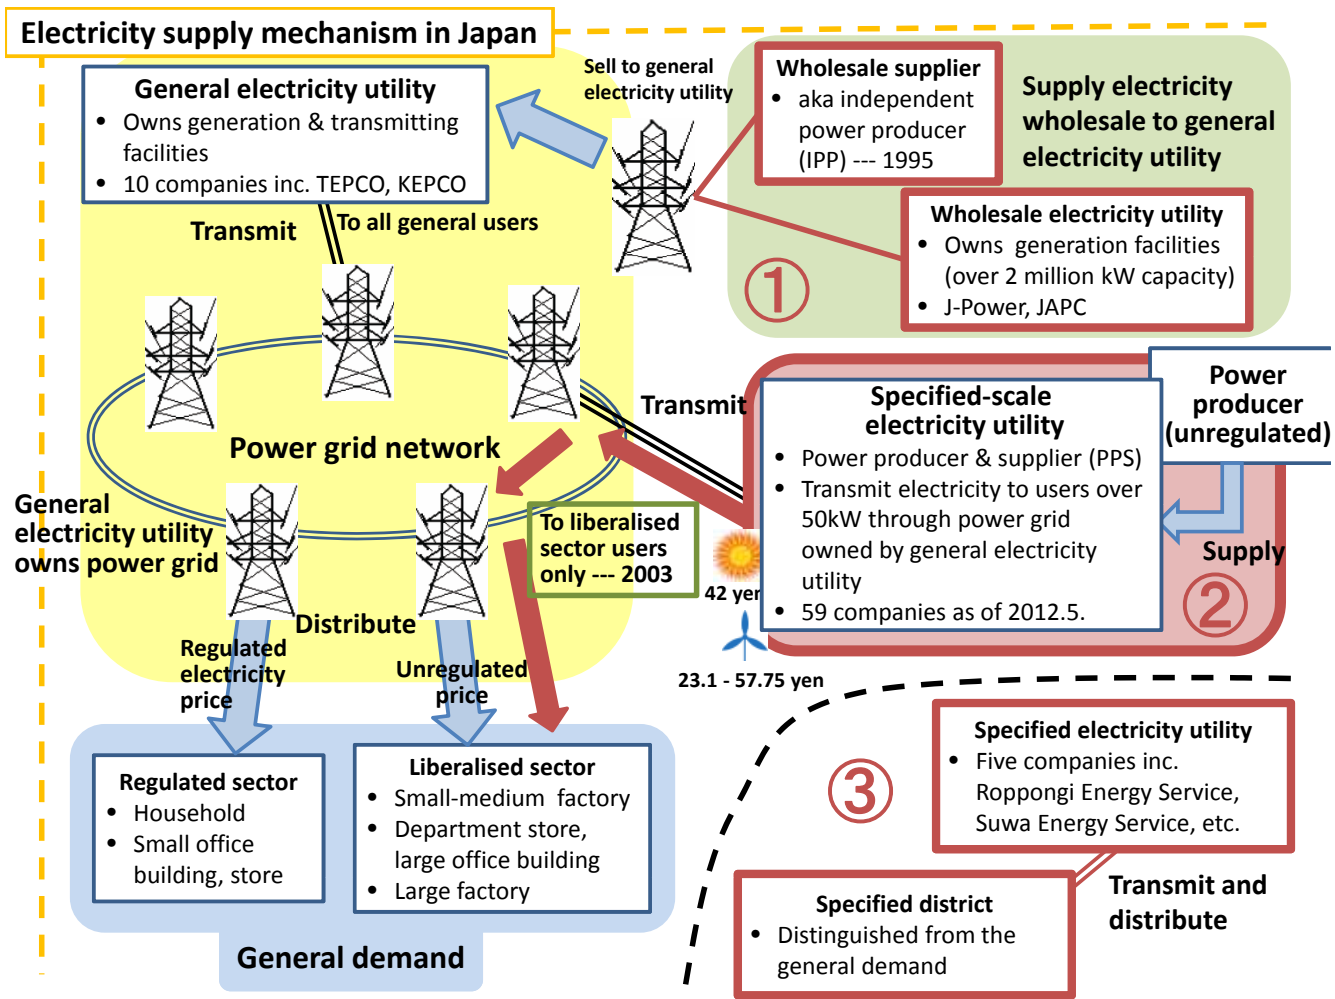 Electricity supply mechanism in Japan
General electricity utility
• Owns generation & transmitting
facilities
• 10 companies inc. TEPCO, KEPCO
Sell to general
electricity utility
Wholesale supplier
• aka independent
power producer
(IPP) --- 1995
Supply electricity
wholesale to general
electricity utility
Wholesale electricity utility
• Owns generation facilities
(over 2 million kW capacity)
• J-Power, JAPC
①
Transmit
To all general users
Power grid network
General
electricity utility
owns power grid
Transmit
Specified-scale
electricity utility
• Power producer & supplier (PPS)
• Transmit electricity to users over
50kW through power grid
owned by general electricity
utility
• 59 companies as of 2012.5.
Power
producer
(unregulated)
Supply
②
To liberalised
sector users
only --- 2003
42 yen
23.1 - 57.75 yen
Distribute
Regulated
electricity
price
Unregulated
price
Regulated sector
• Household
• Small office
building, store
Liberalised sector
• Small-medium factory
• Department store,
large office building
• Large factory
General demand
③
Specified electricity utility
• Five companies inc.
Roppongi Energy Service,
Suwa Energy Service, etc.
Transmit and
distribute
Specified district
• Distinguished from the
general demand